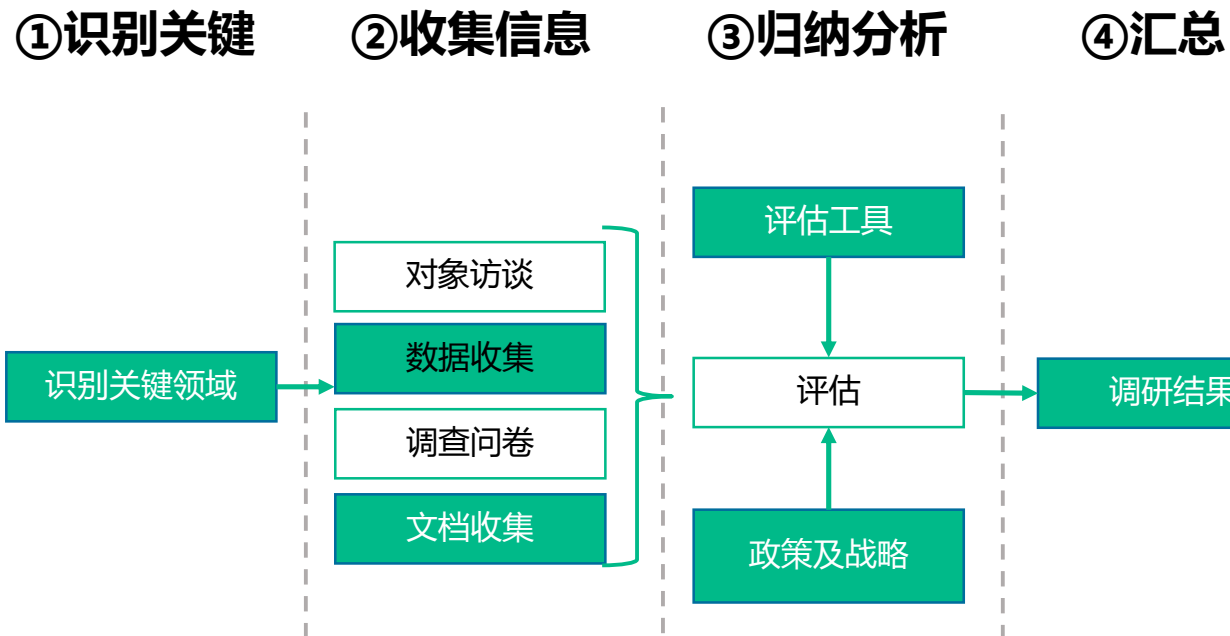 ①识别关键
②收集信息
③归纳分析
④汇总
评估工具
对象访谈
数据收集
识别关键领域
评估
调研结果
调查问卷
文档收集
政策及战略